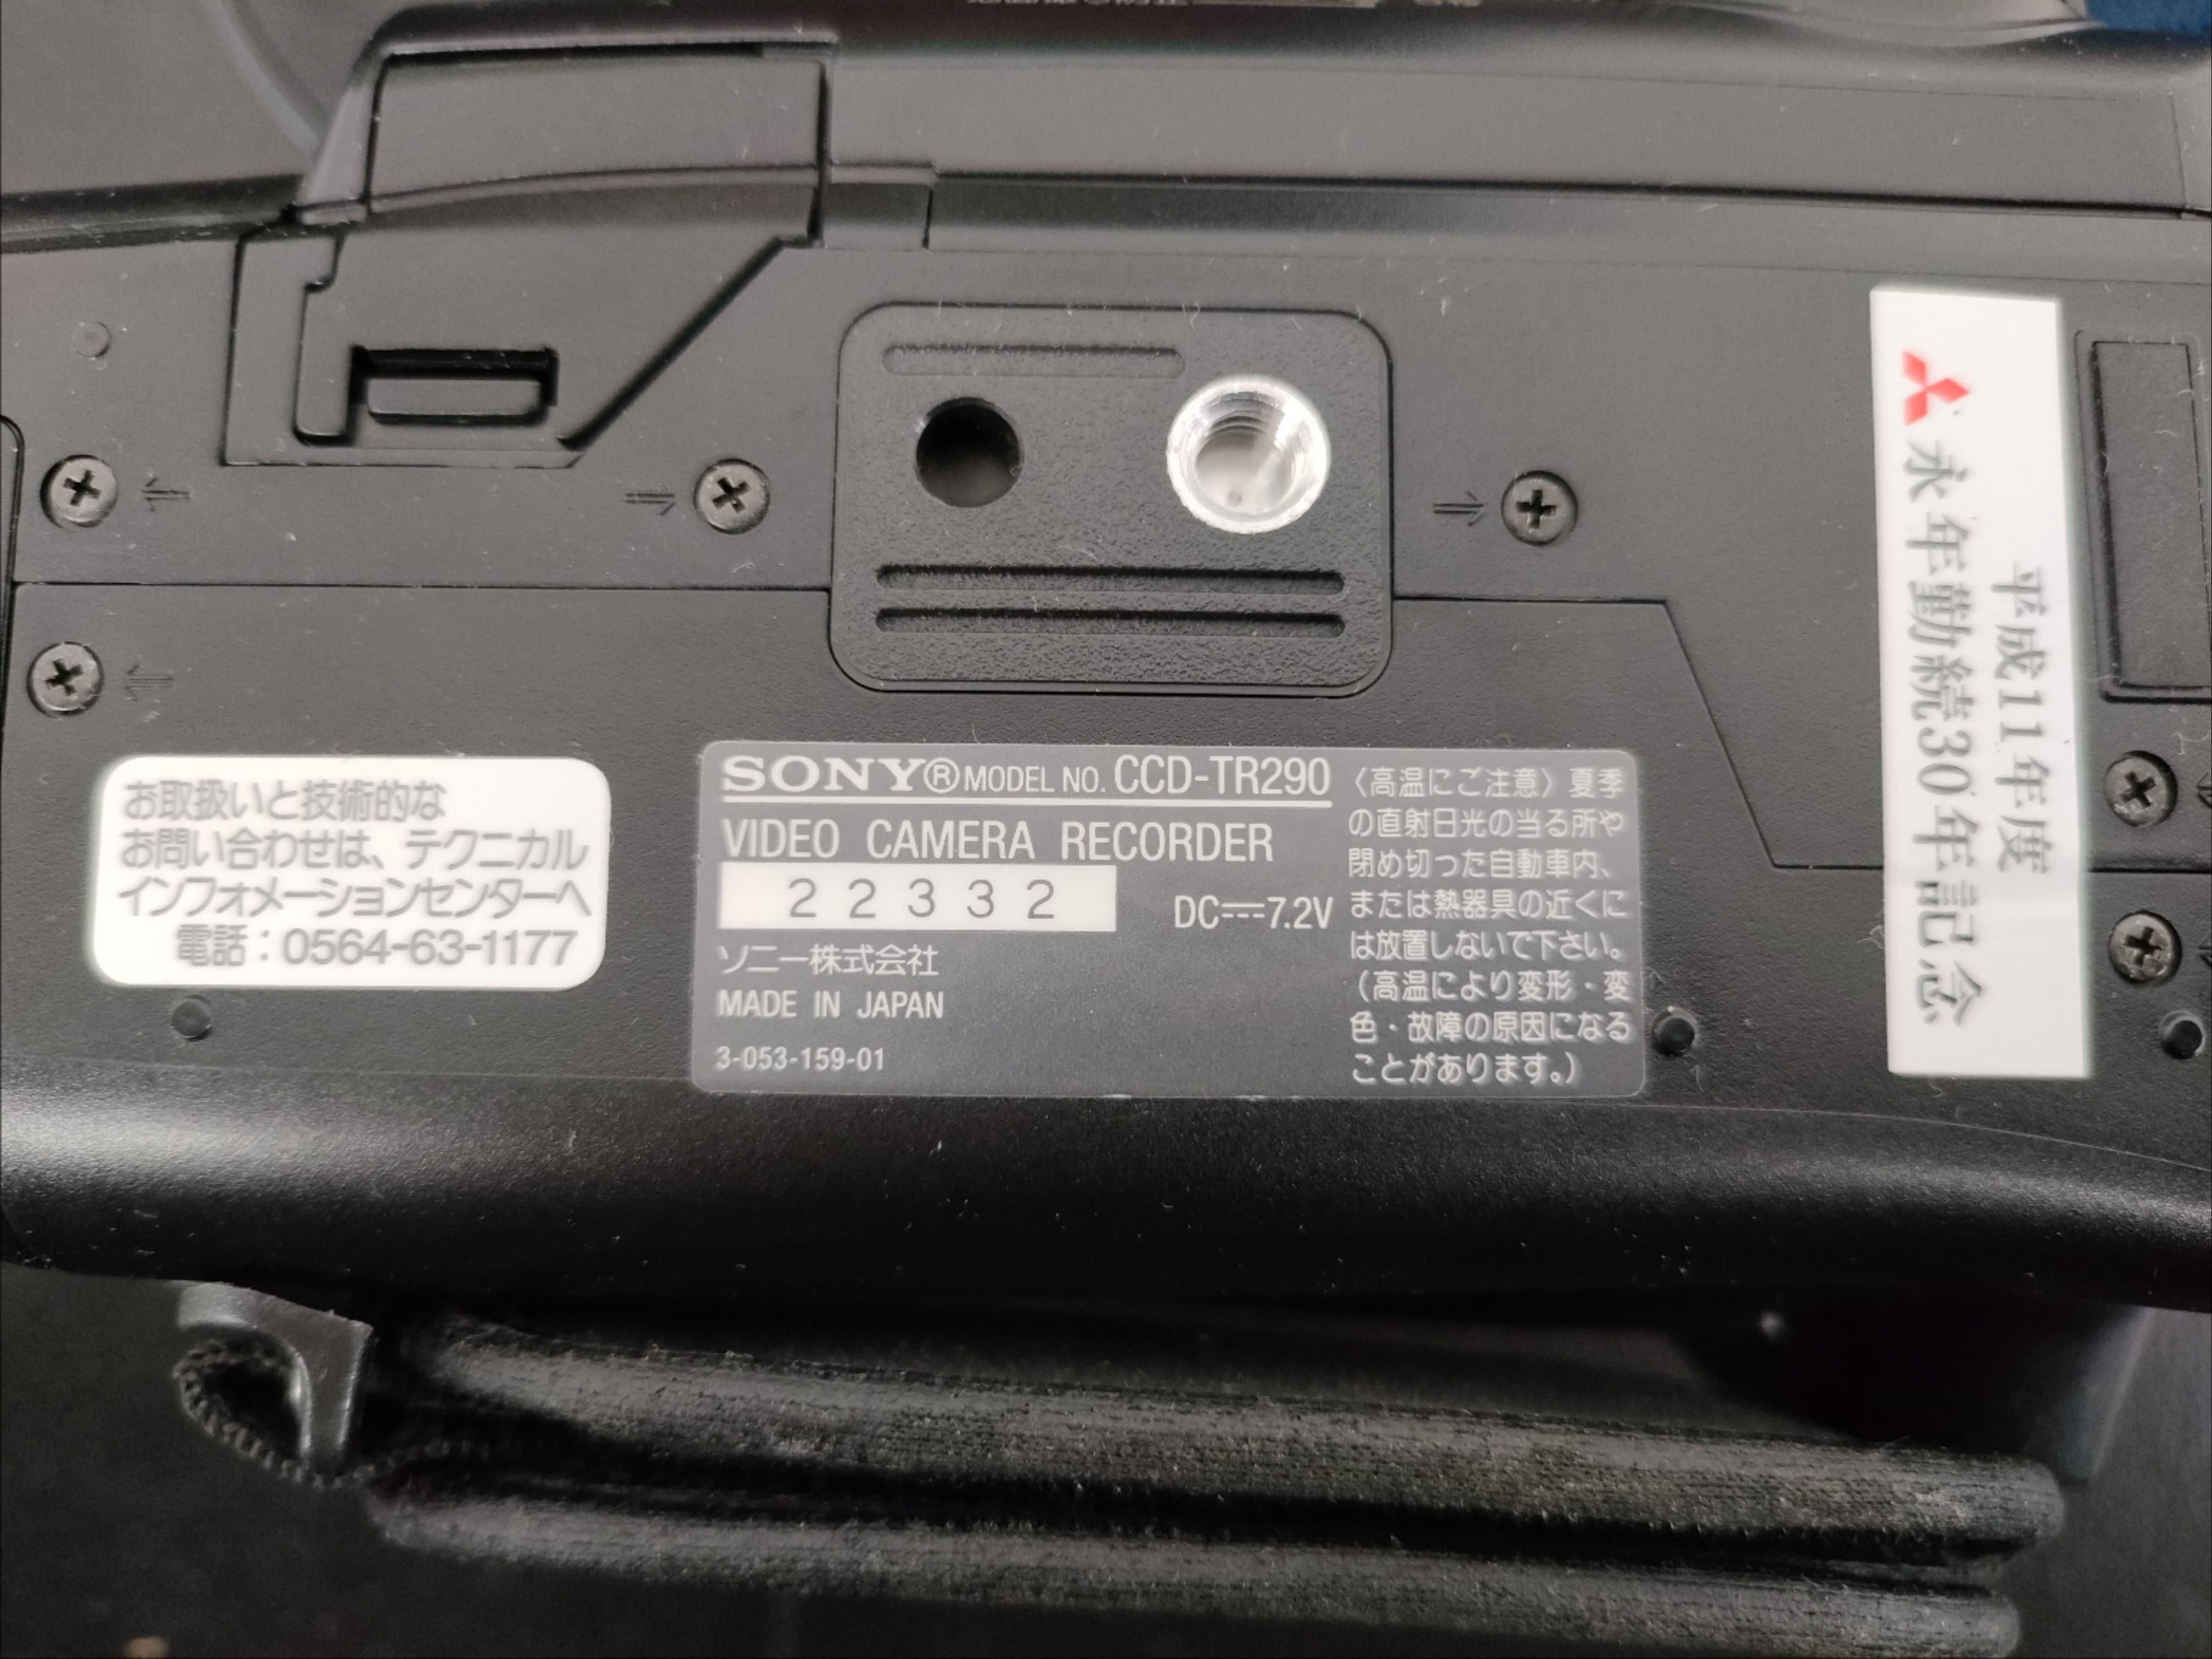 お取扱いと技術的な
お問い合わせは、テクニカル
インフォメーションセンターへ
電話：0564-63-1177
SONY® MODEL NO. CCD-TR290
VIDEO CAMERA RECORDER
22332
DC⎓7.2V
ソニー株式会社
MADE IN JAPAN
3-053-159-01
〈高温にご注意〉夏季
の直射日光の当る所や
閉め切った自動車内、
または熱器具の近くに
は放置しないで下さい。
（高温により変形・変
色・故障の原因になる
ことがあります。）
平成11年度
永年勤続30年記念